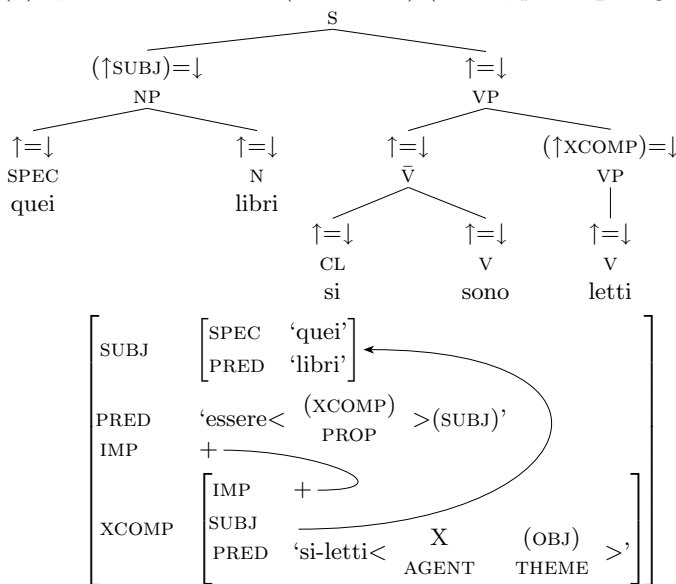 S
(↑SUBJ)=↓ ↑=↓
NP VP
↑=↓ ↑=↓ ↑=↓ (↑XCOMP)=↓
SPEC N V̄ VP
quei libri
↑=↓ ↑=↓ ↑=↓
CL V V
si sono letti
SUBJ
SPEC ‘quei’
PRED ‘libri’
PRED ‘essere< (XCOMP) >(SUBJ)’
PROP
IMP +
XCOMP
IMP +
SUBJ
PRED ‘si-letti< X (OBJ) >’
AGENT THEME